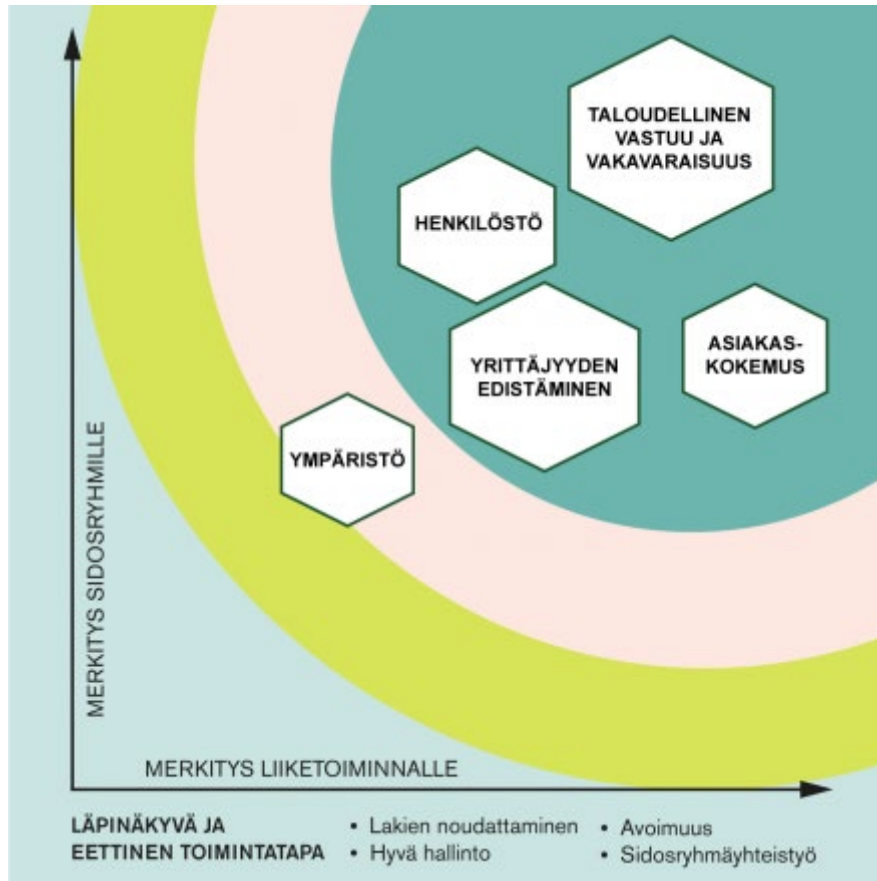 TALOUDELLINEN
VASTUU JA
VAKAVARAISUUS
HENKILÖSTÖ
YRITTÄJYYDEN
EDISTÄMINEN
ASIAKAS-
KOKEMUS
YMPÄRISTÖ
MERKITYS SIDOSRYHMILLE
MERKITYS LIIKETOIMINNALLE
LÄPINÄKYVÄ JA
EETTINEN TOIMINTATAPA
• Lakien noudattaminen
• Hyvä hallinto
• Avoimuus
• Sidosryhmäyhteistyö